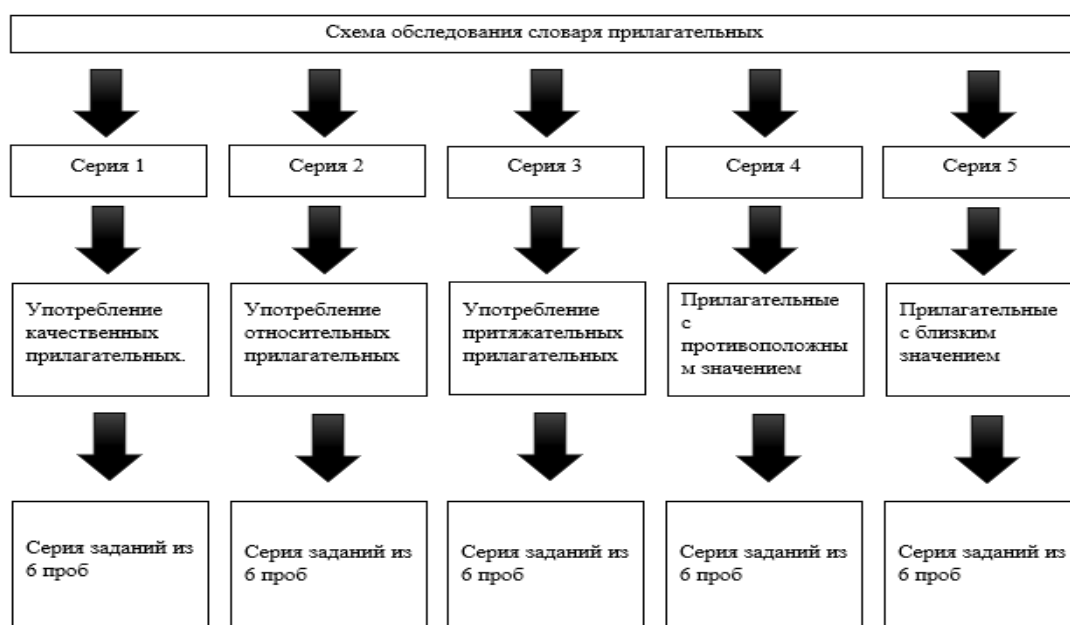 Схема обследования словаря прилагательных
Серия 1
Серия 2
Серия 3
Серия 4
Серия 5
Употребление
качественных
прилагательных.
Употребление
относительных
прилагательных
Употребление
притяжательных
прилагательных
Прилагательные
с
противоположны
м значением
Прилагательные
с близким
значением
Серия заданий из
6 проб
Серия заданий из
6 проб
Серия заданий из
6 проб
Серия заданий из
6 проб
Серия заданий из
6 проб